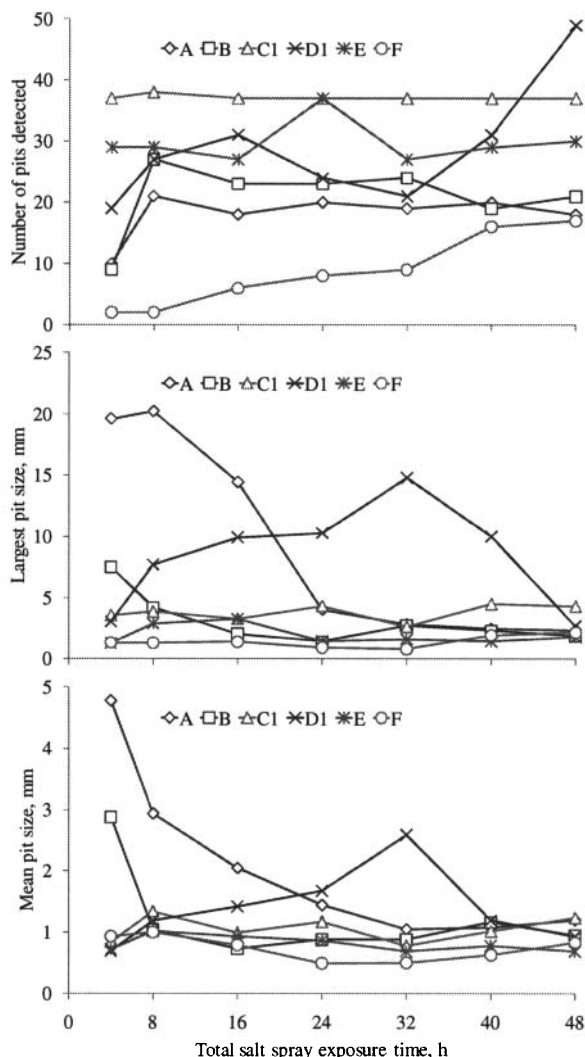 50
A B C1 D1 E F
40
30
20
10
0
Number of pits detected
25
A B C1 D1 E F
20
15
10
5
0
Largest pit size, mm
5
A B C1 D1 E F
4
3
2
1
0
Mean pit size, mm
0 8 16 24 32 40 48
Total salt spray exposure time, h